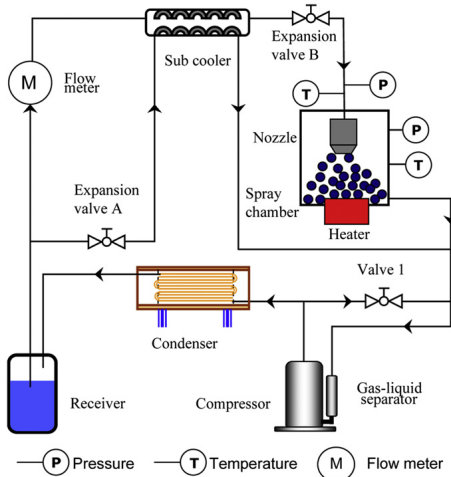 Sub cooler
Expansion
valve B
M
Flow
meter
T
P
Nozzle
P
T
Expansion
valve A
Spray
chamber
Heater
Valve 1
Condenser
Receiver
Compressor
Gas-liquid
separator
P Pressure
T Temperature
M Flow meter